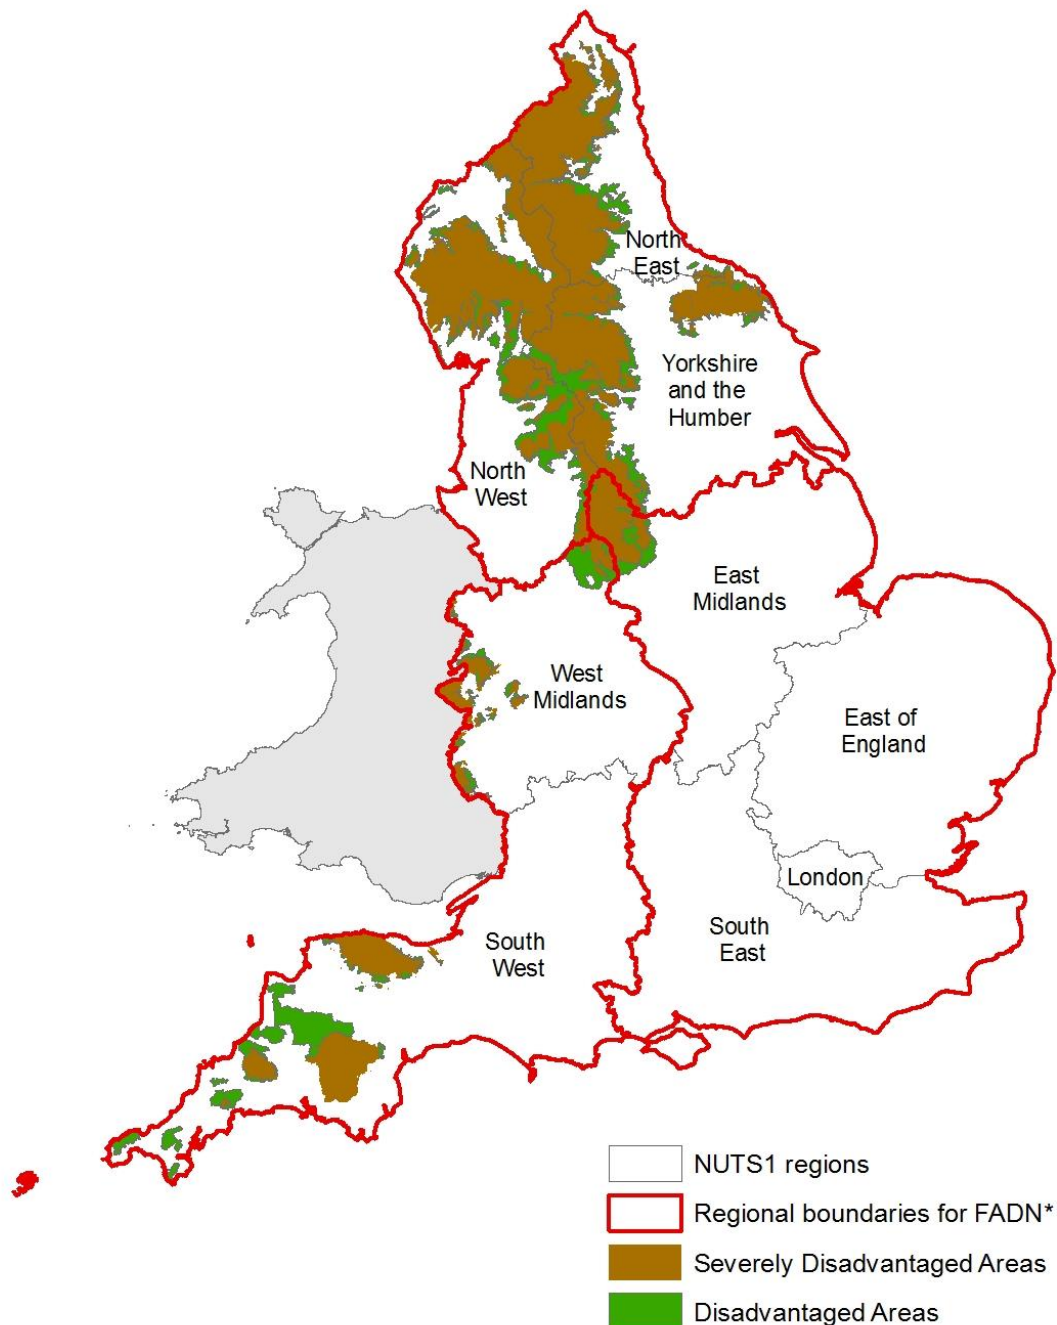 North
East
Yorkshire
and the
Humber
North
West
East
Midlands
West
Midlands
East of
England
London
South
West
South
East
NUTS1 regions
Regional boundaries for FADN*
Severely Disadvantaged Areas
Disadvantaged Areas